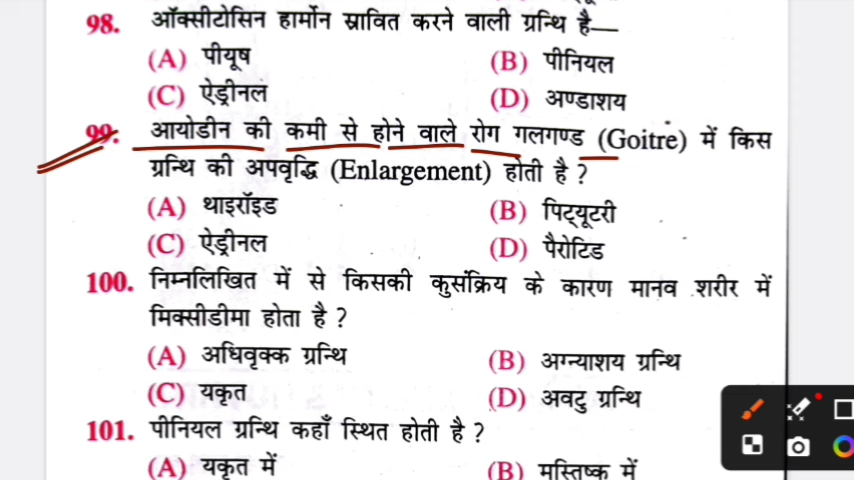 98. ऑक्सीटोसिन हार्मोन स्रावित करने वाली ग्रन्थि है—
(A) पीयूष (B) पीनियल
(C) ऐड्रीनल (D) अण्डाशय
99. आयोडीन की कमी से होने वाले रोग गलगण्ड (Goitre) में किस
ग्रन्थि की अपवृद्धि (Enlargement) होती है ?
(A) थाइरॉइड (B) पिट्यूटरी
(C) ऐड्रीनल (D) पैरोटिड
100. निम्नलिखित में से किसकी कुसंक्रिय के कारण मानव शरीर में
मिक्सीडीमा होता है ?
(A) अधिवृक्क ग्रन्थि (B) अग्न्याशय ग्रन्थि
(C) यकृत (D) अवटु ग्रन्थि
101. पीनियल ग्रन्थि कहाँ स्थित होती है ?
(A) यकृत में (B) मस्तिष्क में